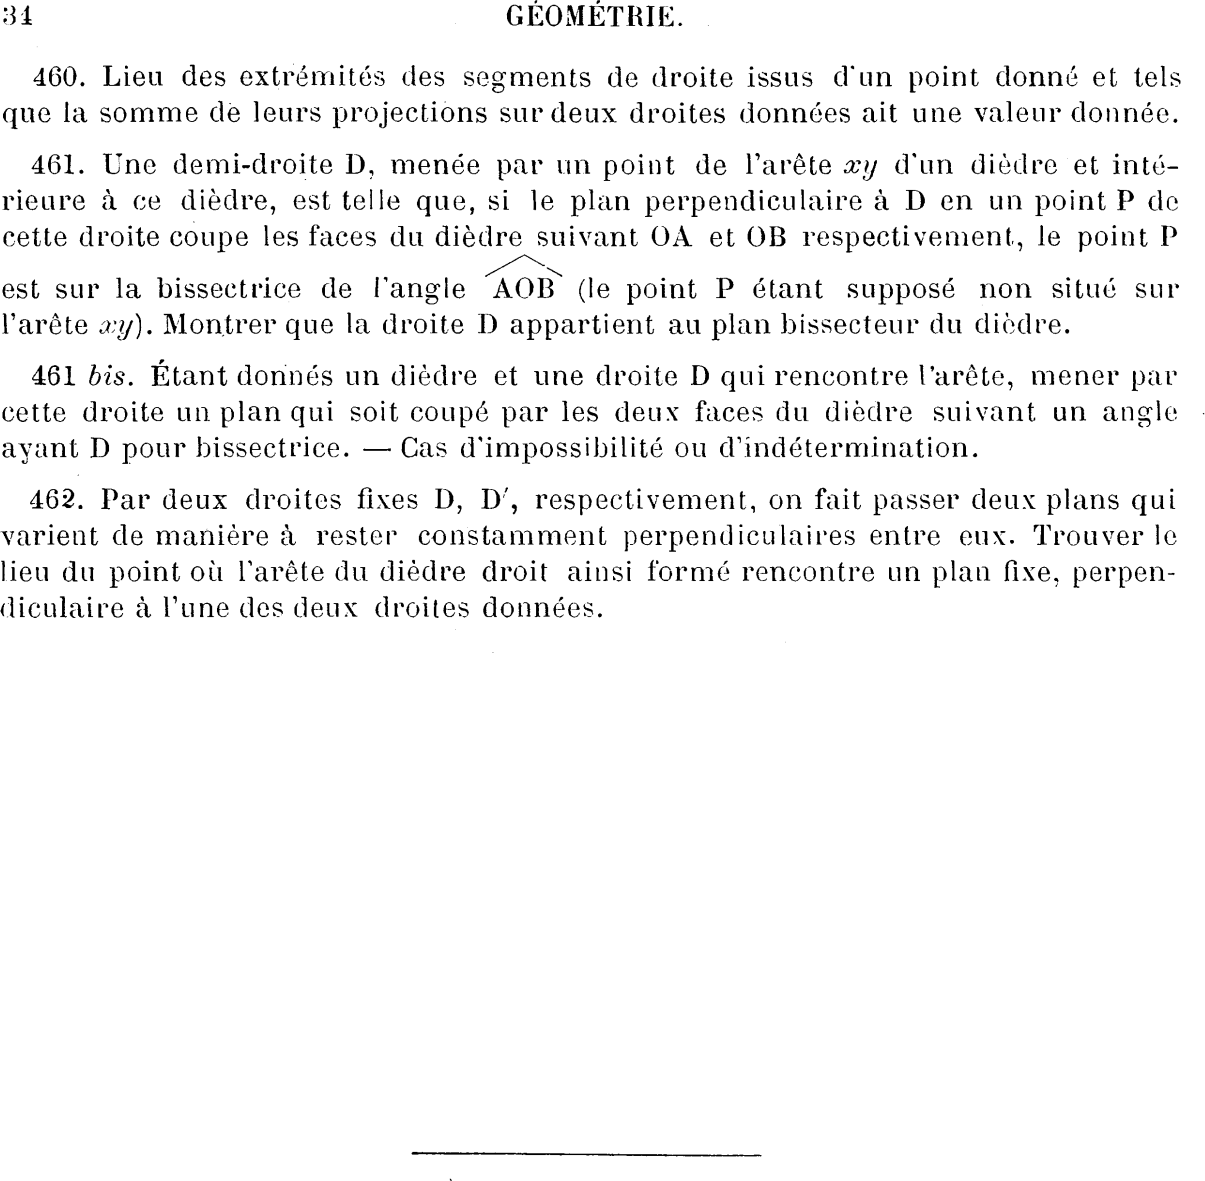 34 GÉOMÉTRIE.
460. Lieu des extrémités des segments de droite issus d'un point donné et tels
que la somme de leurs projections sur deux droites données ait une valeur donnée.
461. Une demi-droite D, menée par un point de l'arête xy d'un dièdre et inté-
rieure à ce dièdre, est telle que, si le plan perpendiculaire à D en un point P de
cette droite coupe les faces du dièdre suivant OA et OB respectivement, le point P
est sur la bissectrice de l'angle AOB (le point P étant supposé non situé sur
l'arête xy). Montrer que la droite D appartient au plan bissecteur du dièdre.
461 bis. Étant donnés un dièdre et une droite D qui rencontre l'arête, mener par
cette droite un plan qui soit coupé par les deux faces du dièdre suivant un angle
ayant D pour bissectrice. — Cas d'impossibilité ou d'indétermination.
462. Par deux droites fixes D, D′, respectivement, on fait passer deux plans qui
varient de manière à rester constamment perpendiculaires entre eux. Trouver le
lieu du point où l'arête du dièdre droit ainsi formé rencontre un plan fixe, perpen-
diculaire à l'une des deux droites données.